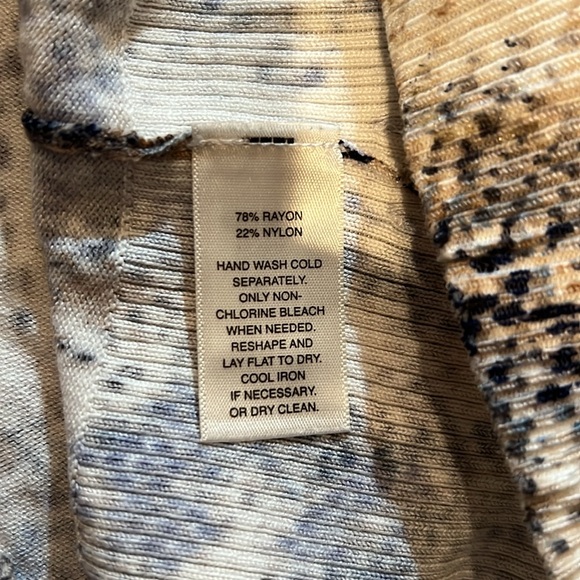 78% RAYON
22% NYLON
HAND WASH COLD
SEPARATELY.
ONLY NON-
CHLORINE BLEACH
WHEN NEEDED.
RESHAPE AND
LAY FLAT TO DRY.
COOL IRON
IF NECESSARY.
OR DRY CLEAN.